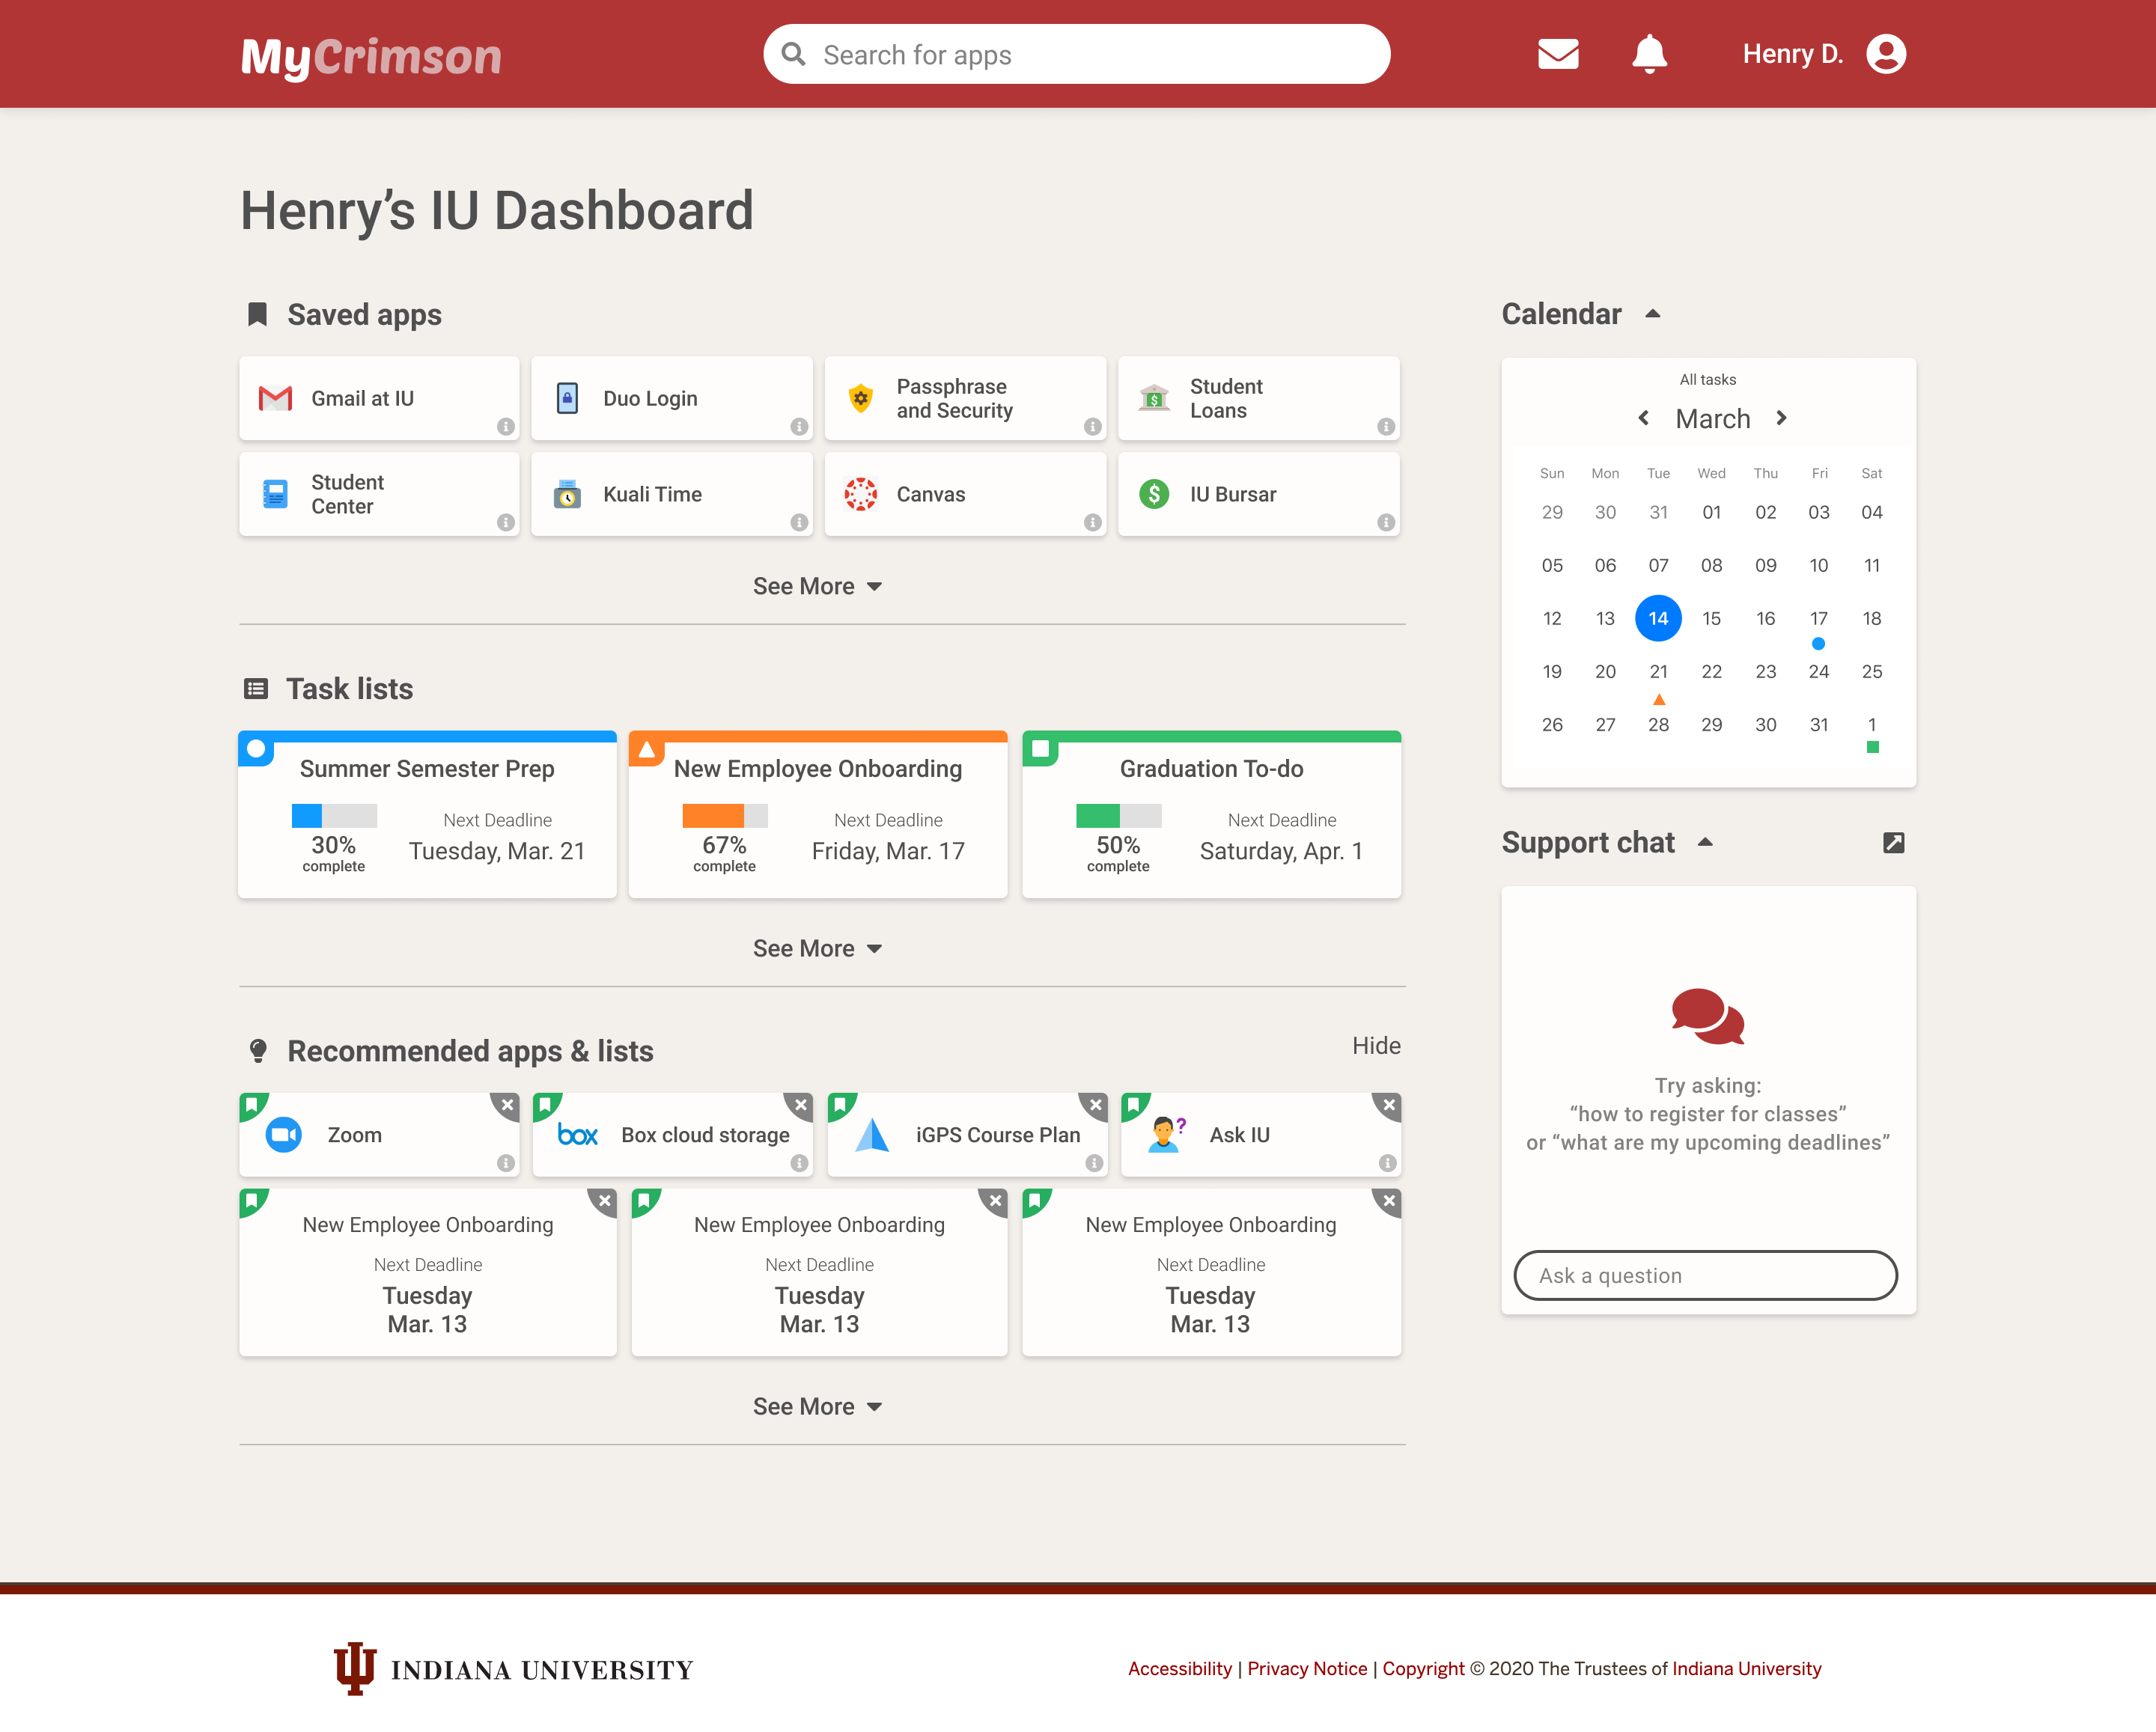 MyCrimson
Search for apps
Henry D.
Henry’s IU Dashboard
Saved apps
Gmail at IU
Duo Login
Passphrase
and Security
Student
Loans
Student
Center
Kuali Time
Canvas
IU Bursar
See More
Task lists
Summer Semester Prep
30%
complete
Next Deadline
Tuesday, Mar. 21
New Employee Onboarding
67%
complete
Next Deadline
Friday, Mar. 17
Graduation To-do
50%
complete
Next Deadline
Saturday, Apr. 1
See More
Recommended apps & lists
Hide
Zoom
box
Box cloud storage
iGPS Course Plan
?
Ask IU
New Employee Onboarding
Next Deadline
Tuesday
Mar. 13
New Employee Onboarding
Next Deadline
Tuesday
Mar. 13
New Employee Onboarding
Next Deadline
Tuesday
Mar. 13
See More
Calendar
All tasks
March
Sun Mon Tue Wed Thu Fri Sat
29 30 31 01 02 03 04
05 06 07 08 09 10 11
12 13 14 15 16 17 18
19 20 21 22 23 24 25
26 27 28 29 30 31 1
Support chat
Try asking:
“how to register for classes”
or “what are my upcoming deadlines”
Ask a question
INDIANA UNIVERSITY
Accessibility | Privacy Notice | Copyright © 2020 The Trustees of Indiana University